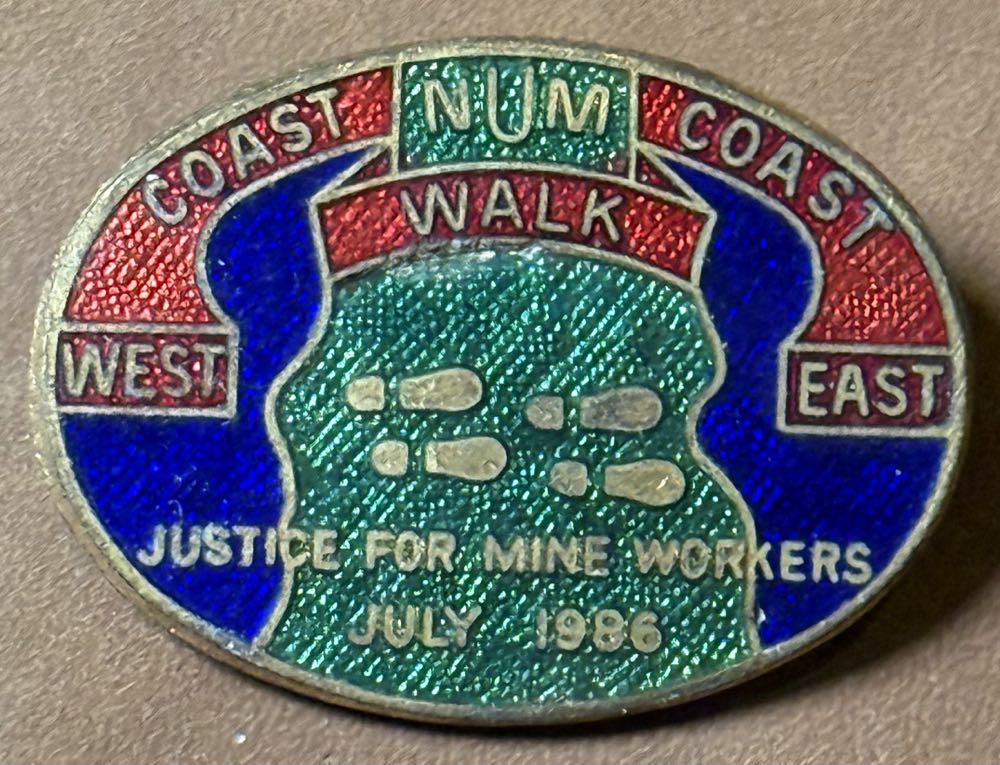 COAST NUM COAST
WALK
WEST EAST
JUSTICE FOR MINE WORKERS
JULY 1986